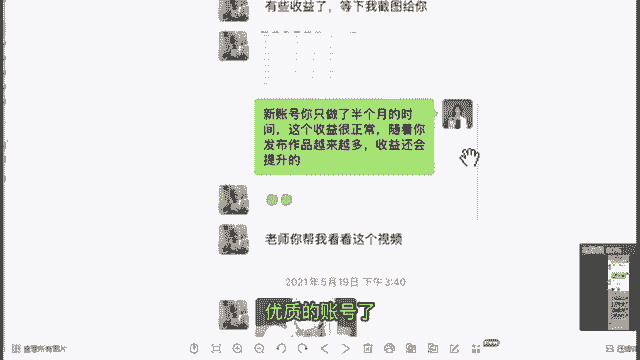 有些收益了，等下我截图给你
新账号你只做了半个月的时
间，这个收益很正常，随着你
发布作品越来越多，收益还会
提升的
老师你帮我看看这个视频
2021年5月19日 下午3:40
优质的账号了
查看所有图片